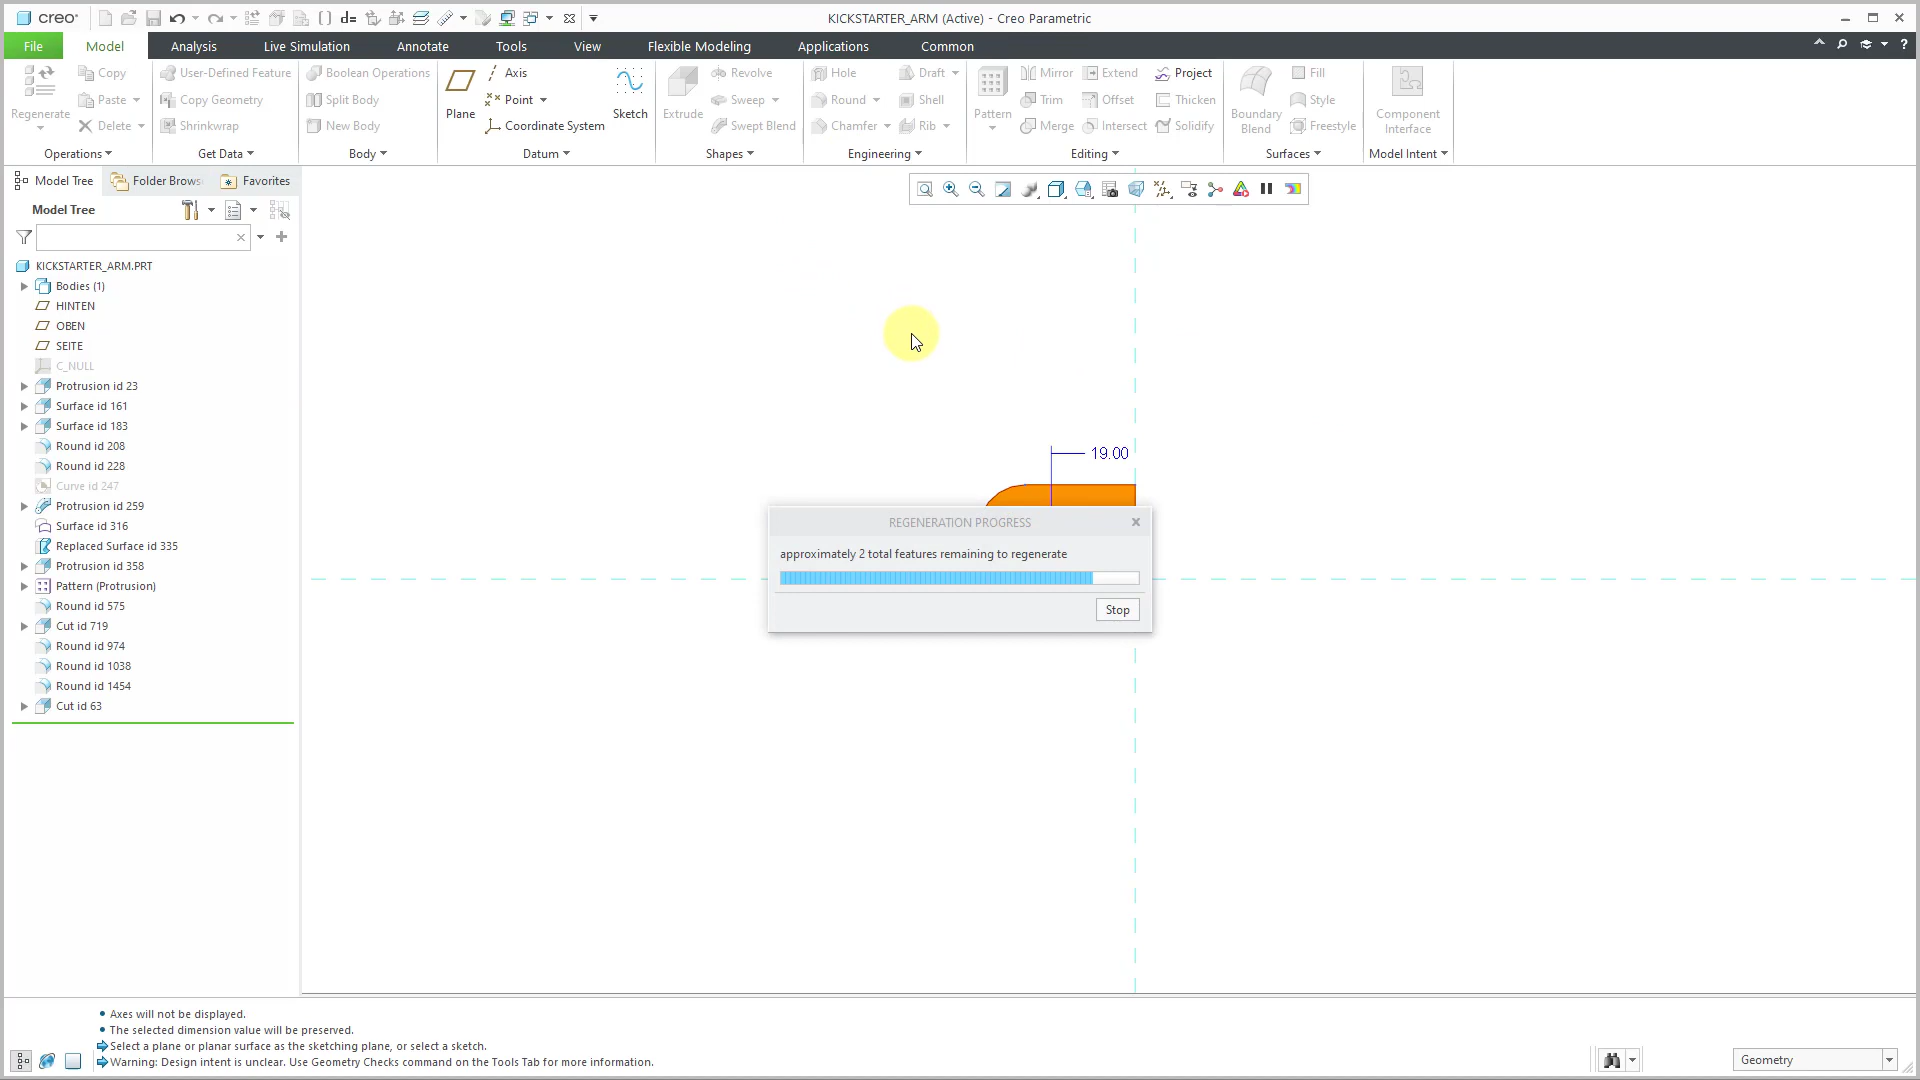 creo
KICKSTARTER_ARM (Active) - Creo Parametric
File Model Analysis Live Simulation Annotate Tools View Flexible Modeling Applications Common
Regenerate Copy Paste Delete
User-Defined Feature Copy Geometry Shrinkwrap
Boolean Operations Split Body New Body
Plane Axis Point Coordinate System Sketch
Extrude Revolve Sweep Swept Blend
Hole Round Chamfer Draft Shell Rib
Pattern Mirror Trim Merge Extend Offset Intersect Project Thicken Solidify
Boundary Blend Fill Style Freestyle
Component Interface
Operations Get Data Body Datum Shapes Engineering Editing Surfaces Model Intent
Model Tree Folder Brows Favorites
Model Tree
KICKSTARTER_ARM.PRT
Bodies (1)
HINTEN
OBEN
SEITE
C_NULL
Protrusion id 23
Surface id 161
Surface id 183
Round id 208
Round id 228
Curve id 247
Protrusion id 259
Surface id 316
Replaced Surface id 335
Protrusion id 358
Pattern (Protrusion)
Round id 575
Cut id 719
Round id 974
Round id 1038
Round id 1454
Cut id 63
19.00
REGENERATION PROGRESS
approximately 2 total features remaining to regenerate
Stop
Axes will not be displayed.
The selected dimension value will be preserved.
Select a plane or planar surface as the sketching plane, or select a sketch.
Warning: Design intent is unclear. Use Geometry Checks command on the Tools Tab for more information.
Geometry